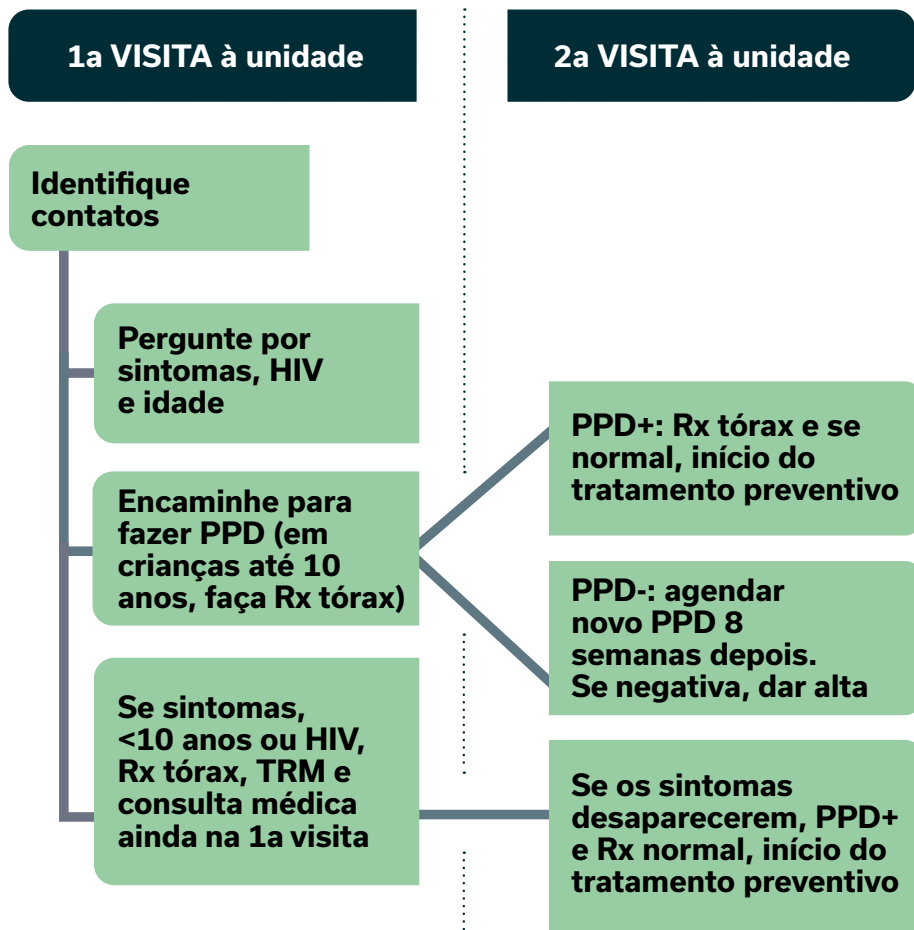 1a VISITA à unidade
2a VISITA à unidade
Identifique
contatos
Pergunte por
sintomas, HIV
e idade
Encaminhe para
fazer PPD (em
crianças até 10
anos, faça Rx tórax)
Se sintomas,
<10 anos ou HIV,
Rx tórax, TRM e
consulta médica
ainda na 1a visita
PPD+: Rx tórax e se
normal, início do
tratamento preventivo
PPD-: agendar
novo PPD 8
semanas depois.
Se negativa, dar alta
Se os sintomas
desaparecerem, PPD+
e Rx normal, início do
tratamento preventivo